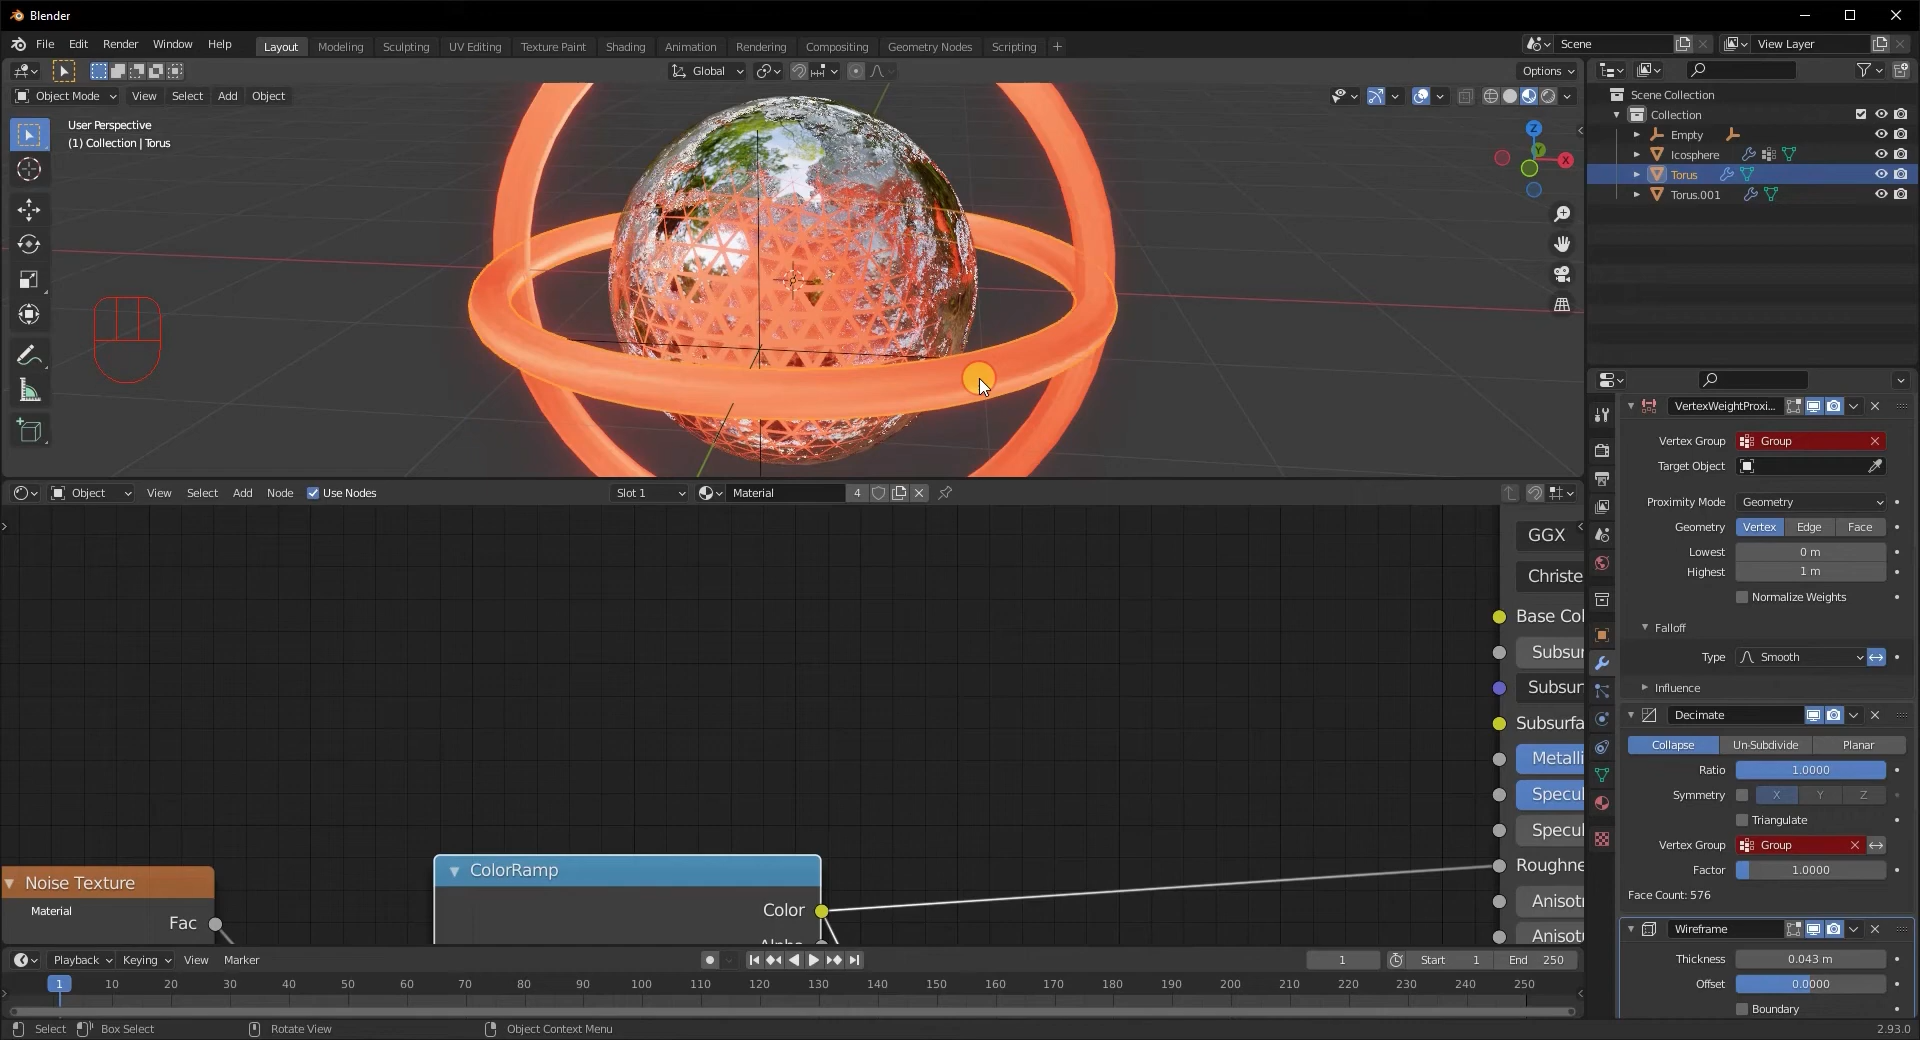 Blender
File Edit Render Window Help
Layout Modeling Sculpting UV Editing Texture Paint Shading Animation Rendering Compositing Geometry Nodes Scripting +
Scene
View Layer
Global
Options
Object Mode View Select Add Object
User Perspective
(1) Collection | Torus
Z
Y
X
Scene Collection
Collection
Empty
Icosphere
Torus
Torus.001
VertexWeightProxi...
Vertex Group Group
Target Object
Proximity Mode Geometry
Geometry Vertex Edge Face
Lowest 0 m
Highest 1 m
Normalize Weights
Falloff
Type Smooth
Influence
Decimate
Collapse Un-Subdivide Planar
Ratio 1.0000
Symmetry X Y Z
Triangulate
Vertex Group Group
Factor 1.0000
Face Count: 576
Wireframe
Thickness 0.043 m
Offset 0.0000
Boundary
Object View Select Add Node Use Nodes Slot 1 Material 4
GGX
Christe
Base Col
Subsur
Subsur
Subsurfa
Metalli
Specul
Specul
Roughne
Anisotr
Anisotr
Noise Texture
Material
Fac
ColorRamp
Color
Alpha
Playback Keying View Marker
1 Start 1 End 250
1 10 20 30 40 50 60 70 80 90 100 110 120 130 140 150 160 170 180 190 200 210 220 230 240 250
Select Box Select Rotate View Object Context Menu
2.93.0